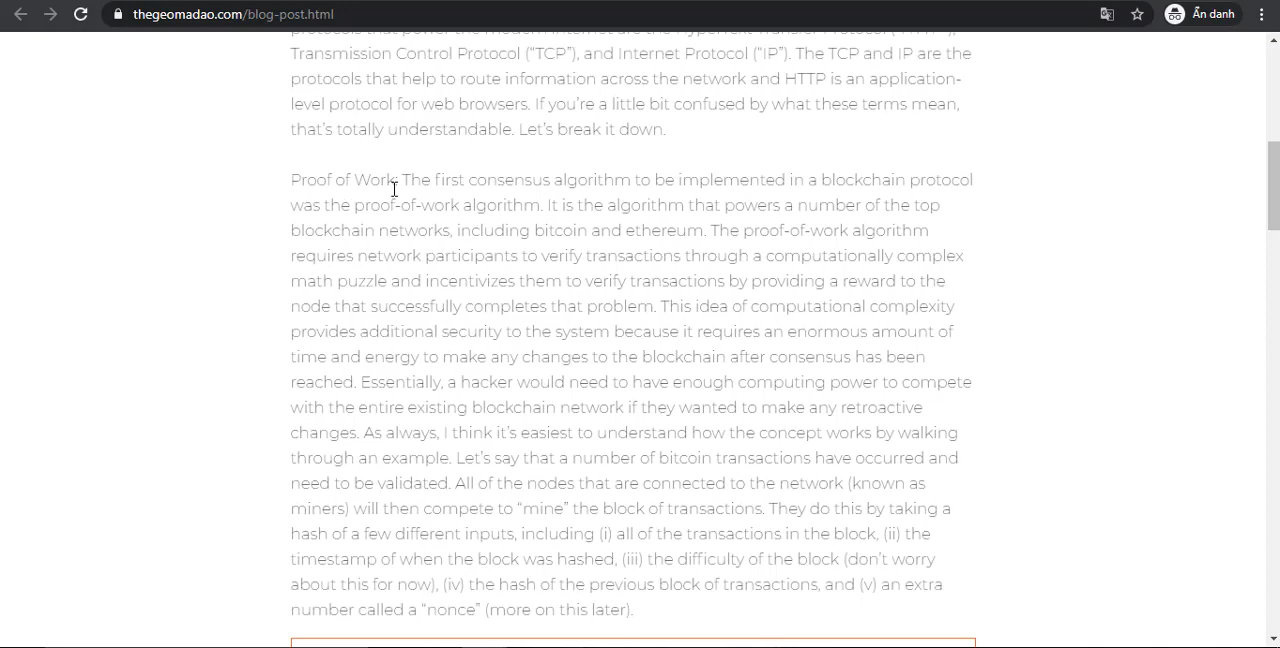 thegeomadao.com/blog-post.html
Ẩn danh
Transmission Control Protocol (“TCP”), and Internet Protocol (“IP”). The TCP and IP are the
protocols that help to route information across the network and HTTP is an application-
level protocol for web browsers. If you’re a little bit confused by what these terms mean,
that’s totally understandable. Let’s break it down.
Proof of Work: The first consensus algorithm to be implemented in a blockchain protocol
was the proof-of-work algorithm. It is the algorithm that powers a number of the top
blockchain networks, including bitcoin and ethereum. The proof-of-work algorithm
requires network participants to verify transactions through a computationally complex
math puzzle and incentivizes them to verify transactions by providing a reward to the
node that successfully completes that problem. This idea of computational complexity
provides additional security to the system because it requires an enormous amount of
time and energy to make any changes to the blockchain after consensus has been
reached. Essentially, a hacker would need to have enough computing power to compete
with the entire existing blockchain network if they wanted to make any retroactive
changes. As always, I think it’s easiest to understand how the concept works by walking
through an example. Let’s say that a number of bitcoin transactions have occurred and
need to be validated. All of the nodes that are connected to the network (known as
miners) will then compete to “mine” the block of transactions. They do this by taking a
hash of a few different inputs, including (i) all of the transactions in the block, (ii) the
timestamp of when the block was hashed, (iii) the difficulty of the block (don’t worry
about this for now), (iv) the hash of the previous block of transactions, and (v) an extra
number called a “nonce” (more on this later).